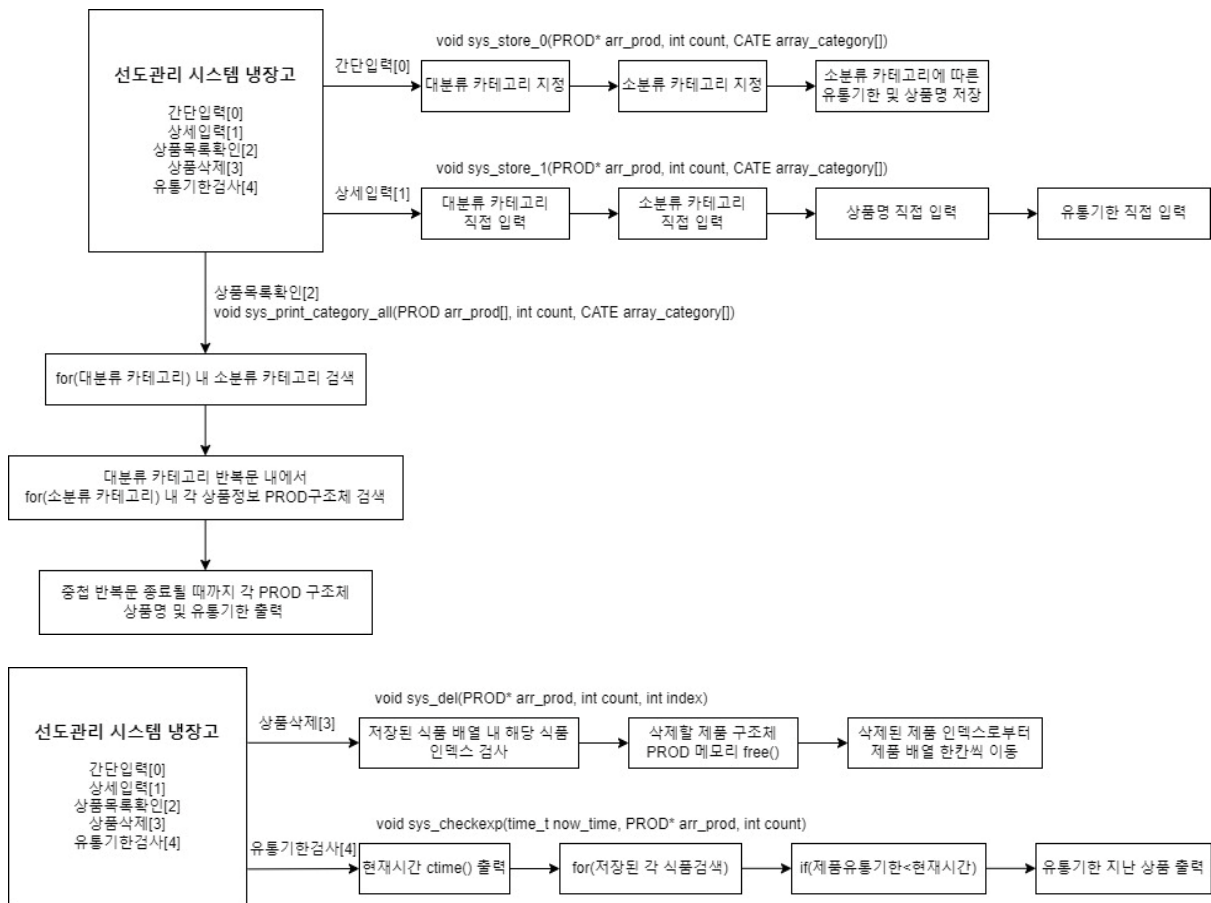 선도관리 시스템 냉장고
간단입력[0]
상세입력[1]
상품목록확인[2]
상품삭제[3]
유통기한검사[4]
간단입력[0]
void sys_store_0(PROD* arr_prod, int count, CATE array_category[])
대분류 카테고리 지정
소분류 카테고리 지정
소분류 카테고리에 따른
유통기한 및 상품명 저장
상세입력[1]
void sys_store_1(PROD* arr_prod, int count, CATE array_category[])
대분류 카테고리
직접 입력
소분류 카테고리
직접 입력
상품명 직접 입력
유통기한 직접 입력
상품목록확인[2]
void sys_print_category_all(PROD arr_prod[], int count, CATE array_category[])
for(대분류 카테고리) 내 소분류 카테고리 검색
대분류 카테고리 반복문 내에서
for(소분류 카테고리) 내 각 상품정보 PROD구조체 검색
중첩 반복문 종료될 때까지 각 PROD 구조체
상품명 및 유통기한 출력
선도관리 시스템 냉장고
간단입력[0]
상세입력[1]
상품목록확인[2]
상품삭제[3]
유통기한검사[4]
상품삭제[3]
void sys_del(PROD* arr_prod, int count, int index)
저장된 식품 배열 내 해당 식품
인덱스 검사
삭제할 제품 구조체
PROD 메모리 free()
삭제된 제품 인덱스로부터
제품 배열 한칸씩 이동
유통기한검사[4]
void sys_checkexp(time_t now_time, PROD* arr_prod, int count)
현재시간 ctime() 출력
for(저장된 각 식품검색)
if(제품유통기한<현재시간)
유통기한 지난 상품 출력